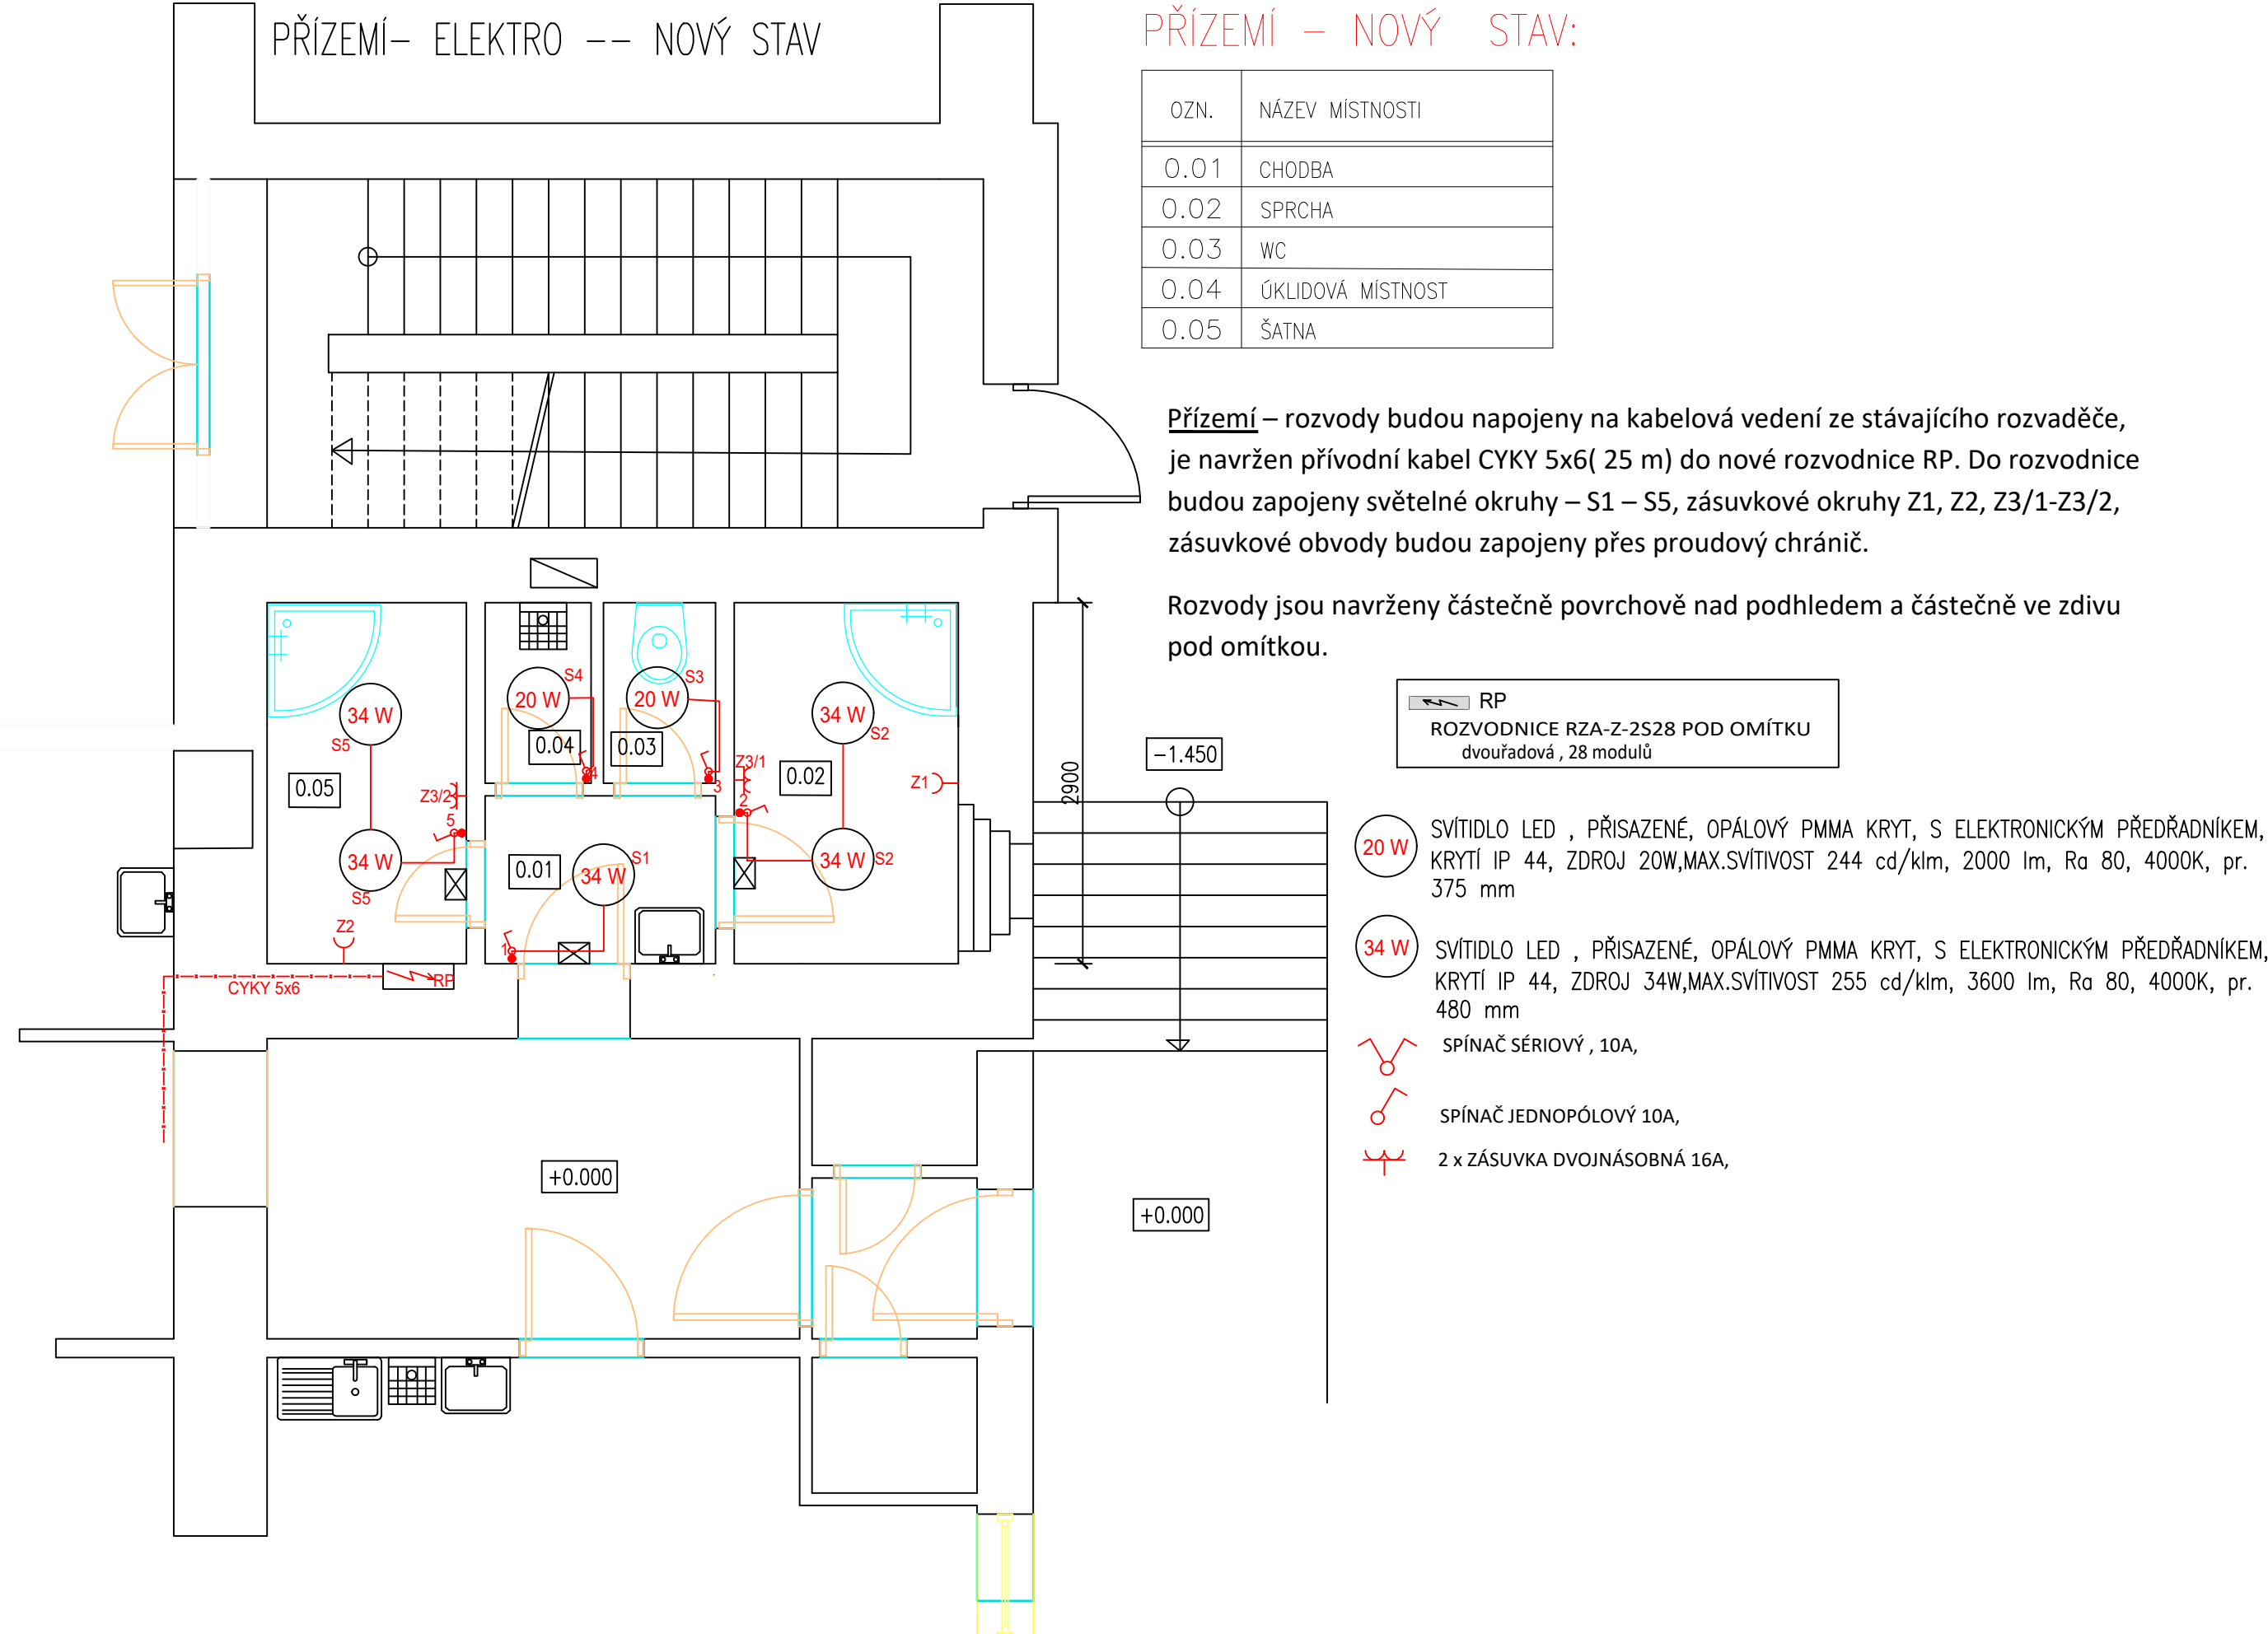 PŘÍZEMÍ– ELEKTRO –– NOVÝ STAV
PŘÍZEMÍ – NOVÝ STAV:
OZN. NÁZEV MÍSTNOSTI
0.01 CHODBA
0.02 SPRCHA
0.03 WC
0.04 ÚKLIDOVÁ MÍSTNOST
0.05 ŠATNA
Přízemí – rozvody budou napojeny na kabelová vedení ze stávajícího rozvaděče,
je navržen přívodní kabel CYKY 5x6( 25 m) do nové rozvodnice RP. Do rozvodnice
budou zapojeny světelné okruhy – S1 – S5, zásuvkové okruhy Z1, Z2, Z3/1-Z3/2,
zásuvkové obvody budou zapojeny přes proudový chránič.
Rozvody jsou navrženy částečně povrchově nad podhledem a částečně ve zdivu
pod omítkou.
RP
ROZVODNICE RZA-Z-2S28 POD OMÍTKU
dvouřadová , 28 modulů
20 W
SVÍTIDLO LED , PŘISAZENÉ, OPÁLOVÝ PMMA KRYT, S ELEKTRONICKÝM PŘEDŘADNÍKEM,
KRYTÍ IP 44, ZDROJ 20W,MAX.SVÍTIVOST 244 cd/klm, 2000 lm, Ra 80, 4000K, pr.
375 mm
34 W
SVÍTIDLO LED , PŘISAZENÉ, OPÁLOVÝ PMMA KRYT, S ELEKTRONICKÝM PŘEDŘADNÍKEM,
KRYTÍ IP 44, ZDROJ 34W,MAX.SVÍTIVOST 255 cd/klm, 3600 lm, Ra 80, 4000K, pr.
480 mm
SPÍNAČ SÉRIOVÝ , 10A,
SPÍNAČ JEDNOPÓLOVÝ 10A,
2 x ZÁSUVKA DVOJNÁSOBNÁ 16A,
34 W
S5
0.05
Z3/2
5
34 W
S5
Z2
CYKY 5x6
RP
S4
20 W
0.04
4
S3
20 W
0.03
3
Z3/1
2
34 W
S2
0.02
Z1
34 W
S2
0.01
S1
34 W
1
2900
−1.450
+0.000
+0.000